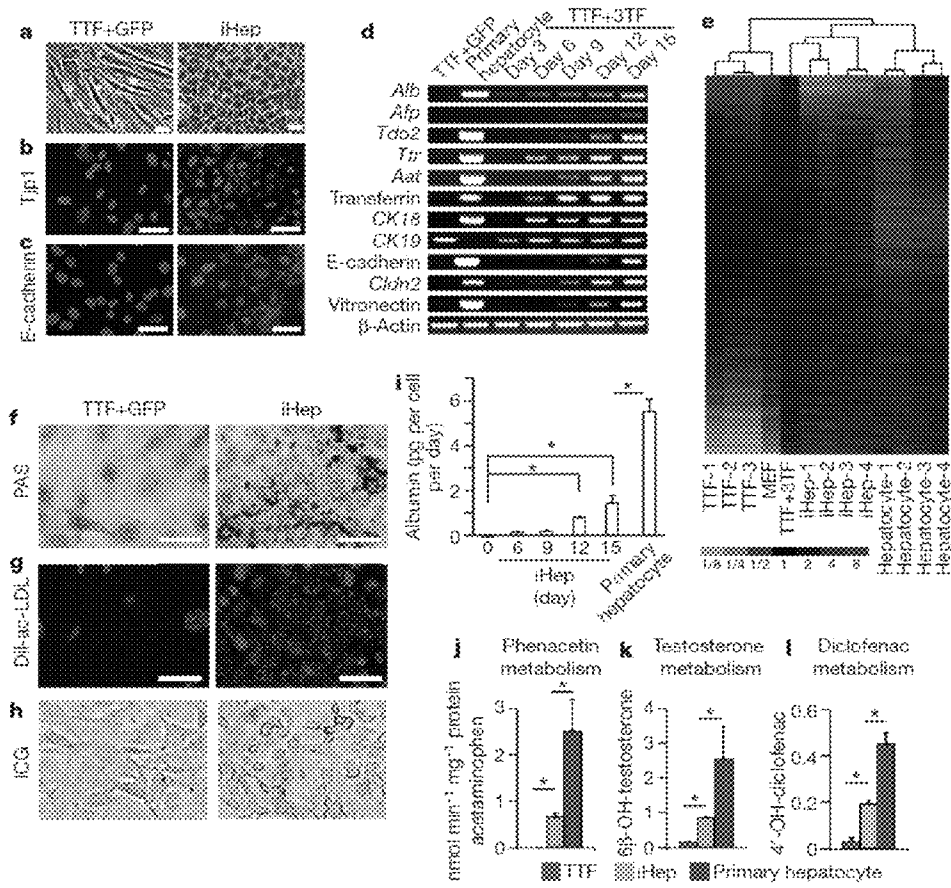 a
TTF+GFP
iHep
b
Tjp1
c
E-cadherin
d
TTF+3TF
TTF+GFP
Primary hepatocyte
Day 3
Day 6
Day 9
Day 12
Day 15
Alb
Afp
Tdo2
Ttr
Aat
Transferrin
CK18
CK19
E-cadherin
Cldn2
Vitronectin
β-Actin
e
TTF-1
TTF-2
TTF-3
MEF
TTF+3TF
iHep-1
iHep-2
iHep-3
iHep-4
Hepatocyte-1
Hepatocyte-2
Hepatocyte-3
Hepatocyte-4
1/8 1/4 1/2 1 2 4 8
f
TTF+GFP
iHep
PAS
g
DiI-ac-LDL
h
ICG
i
Albumin (pg per cell
per day)
6
4
2
0
*
*
*
0 6 9 12 15
Primary
hepatocyte
iHep
(day)
j
Phenacetin
metabolism
nmol min⁻¹ mg⁻¹ protein
acetaminophen
3
2
1
0
*
*
k
Testosterone
metabolism
6β-OH-testosterone
4
3
2
1
0
*
*
l
Diclofenac
metabolism
4′-OH-diclofenac
0.6
0.4
0.2
0
*
*
TTF iHep Primary hepatocyte